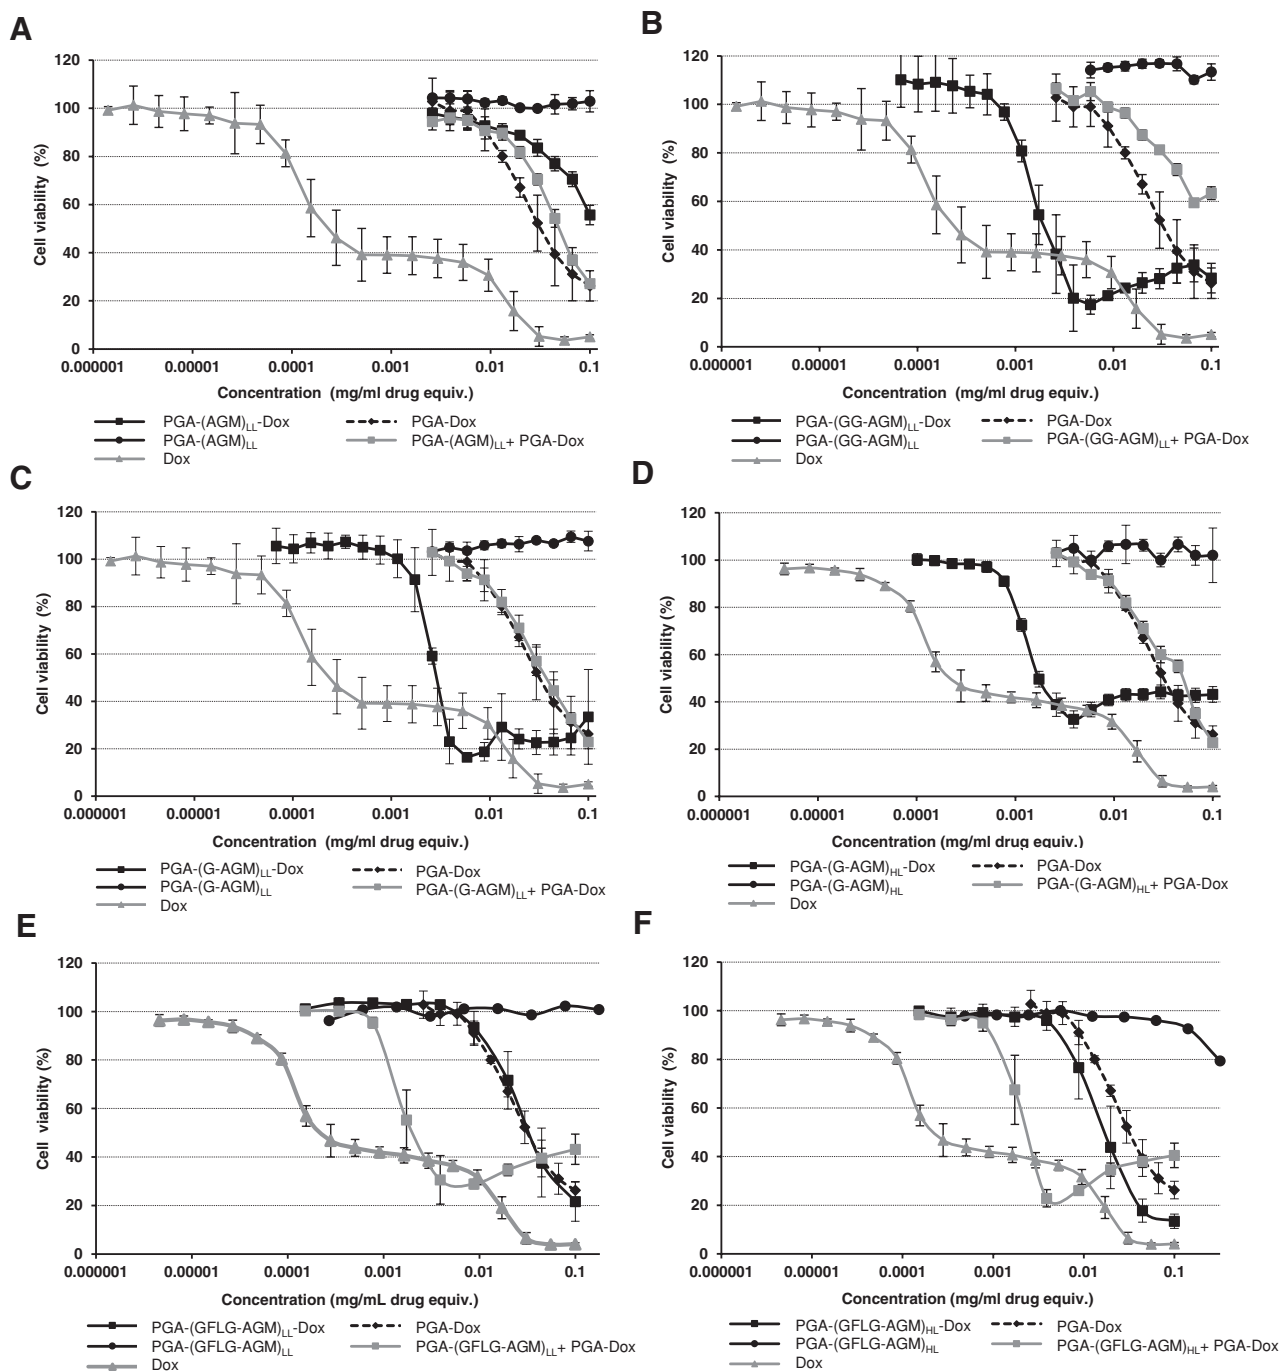 A
120
100
80
60
40
20
0
Cell viability (%)
0.000001 0.00001 0.0001 0.001 0.01 0.1
Concentration (mg/ml drug equiv.)
PGA-(AGM)LL-Dox PGA-Dox
PGA-(AGM)LL PGA-(AGM)LL+ PGA-Dox
Dox
B
120
100
80
60
40
20
0
Cell viability (%)
0.000001 0.00001 0.0001 0.001 0.01 0.1
Concentration (mg/ml drug equiv.)
PGA-(GG-AGM)LL-Dox PGA-Dox
PGA-(GG-AGM)LL PGA-(GG-AGM)LL+ PGA-Dox
Dox
C
120
100
80
60
40
20
0
Cell viability (%)
0.000001 0.00001 0.0001 0.001 0.01 0.1
Concentration (mg/ml drug equiv.)
PGA-(G-AGM)LL-Dox PGA-Dox
PGA-(G-AGM)LL PGA-(G-AGM)LL+ PGA-Dox
Dox
D
120
100
80
60
40
20
0
Cell viability (%)
0.000001 0.00001 0.0001 0.001 0.01 0.1
Concentration (mg/ml drug equiv.)
PGA-(G-AGM)HL-Dox PGA-Dox
PGA-(G-AGM)HL PGA-(G-AGM)HL+ PGA-Dox
Dox
E
120
100
80
60
40
20
0
Cell viability (%)
0.000001 0.00001 0.0001 0.001 0.01 0.1
Concentration (mg/mL drug equiv.)
PGA-(GFLG-AGM)LL-Dox PGA-Dox
PGA-(GFLG-AGM)LL PGA-(GFLG-AGM)LL+ PGA-Dox
Dox
F
120
100
80
60
40
20
0
Cell viability (%)
0.000001 0.00001 0.0001 0.001 0.01 0.1
Concentration (mg/ml drug equiv.)
PGA-(GFLG-AGM)HL-Dox PGA-Dox
PGA-(GFLG-AGM)HL PGA-(GFLG-AGM)HL+ PGA-Dox
Dox